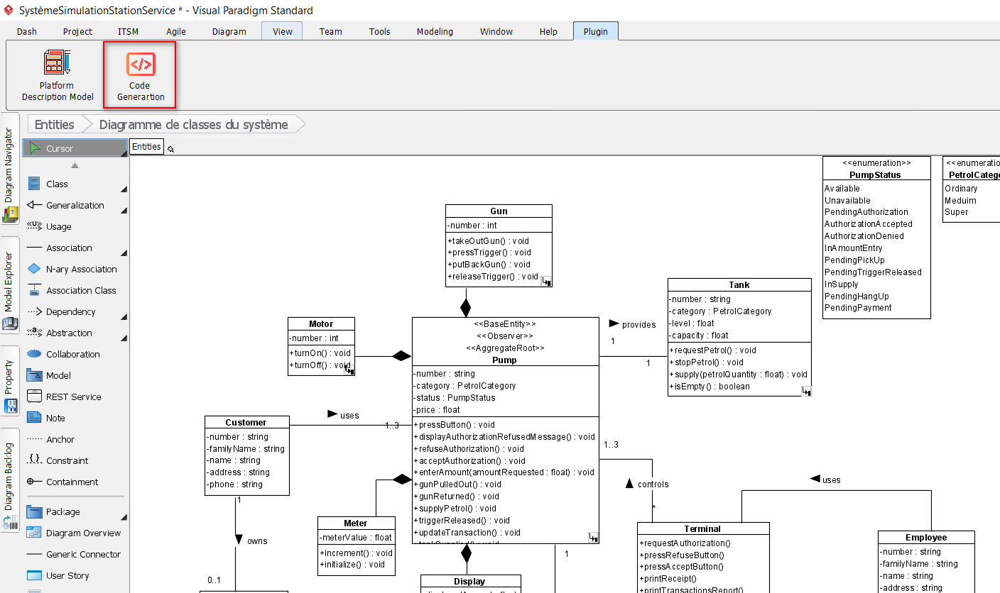 SystèmeSimulationStationService * - Visual Paradigm Standard
Dash Project ITSM Agile Diagram View Team Tools Modeling Window Help Plugin
Platform
Description Model
Code
Generartion
Entities
Diagramme de classes du système
Diagram Navigator
Model Explorer
Property
Diagram Backlog
Cursor
Class
Generalization
Usage
Association
N-ary Association
Association Class
Dependency
Abstraction
Collaboration
Model
REST Service
Note
Anchor
Constraint
Containment
Package
Diagram Overview
Generic Connector
User Story
Entities
<<enumeration>>
PumpStatus
Available
Unavailable
PendingAuthorization
AuthorizationAccepted
AuthorizationDenied
InAmountEntry
PendingPickUp
PendingTriggerReleased
InSupply
PendingHangUp
PendingPayment
<<enumeratio
PetrolCateg
Ordinary
Meduim
Super
Gun
-number : int
+takeOutGun() : void
+pressTrigger() : void
+putBackGun() : void
+releaseTrigger() : void
Tank
-number : string
-category : PetrolCategory
-level : float
-capacity : float
+requestPetrol() : void
+stopPetrol() : void
+supply(petrolQuantity : float) : void
+isEmpty() : boolean
Motor
-number : int
+turnOn() : void
+turnOff() : void
<<BaseEntity>>
<<Observer>>
<<AggregateRoot>>
Pump
-number : string
-category : PetrolCategory
-status : PumpStatus
-price : float
+pressButton() : void
+displayAuthorizationRefusedMessage() : void
+refuseAuthorization() : void
+acceptAuthorization() : void
+enterAmount(amountRequested : float) : void
+gunPulledOut() : void
+gunReturned() : void
+supplyPetrol() : void
+triggerReleased() : void
+updateTransaction() : void
provides
1
1
uses
1..3
Customer
-number : string
-familyName : string
-name : string
-address : string
-phone : string
1
owns
0..1
Meter
-meterValue : float
+increment() : void
+initialize() : void
Display
1
1..3
controls
*
uses
Terminal
+requestAuthorization()
+pressRefuseButton()
+pressAcceptButton()
+printReceipt()
+printTransactionsReport()
Employee
-number : string
-familyName : string
-name : string
-address : string